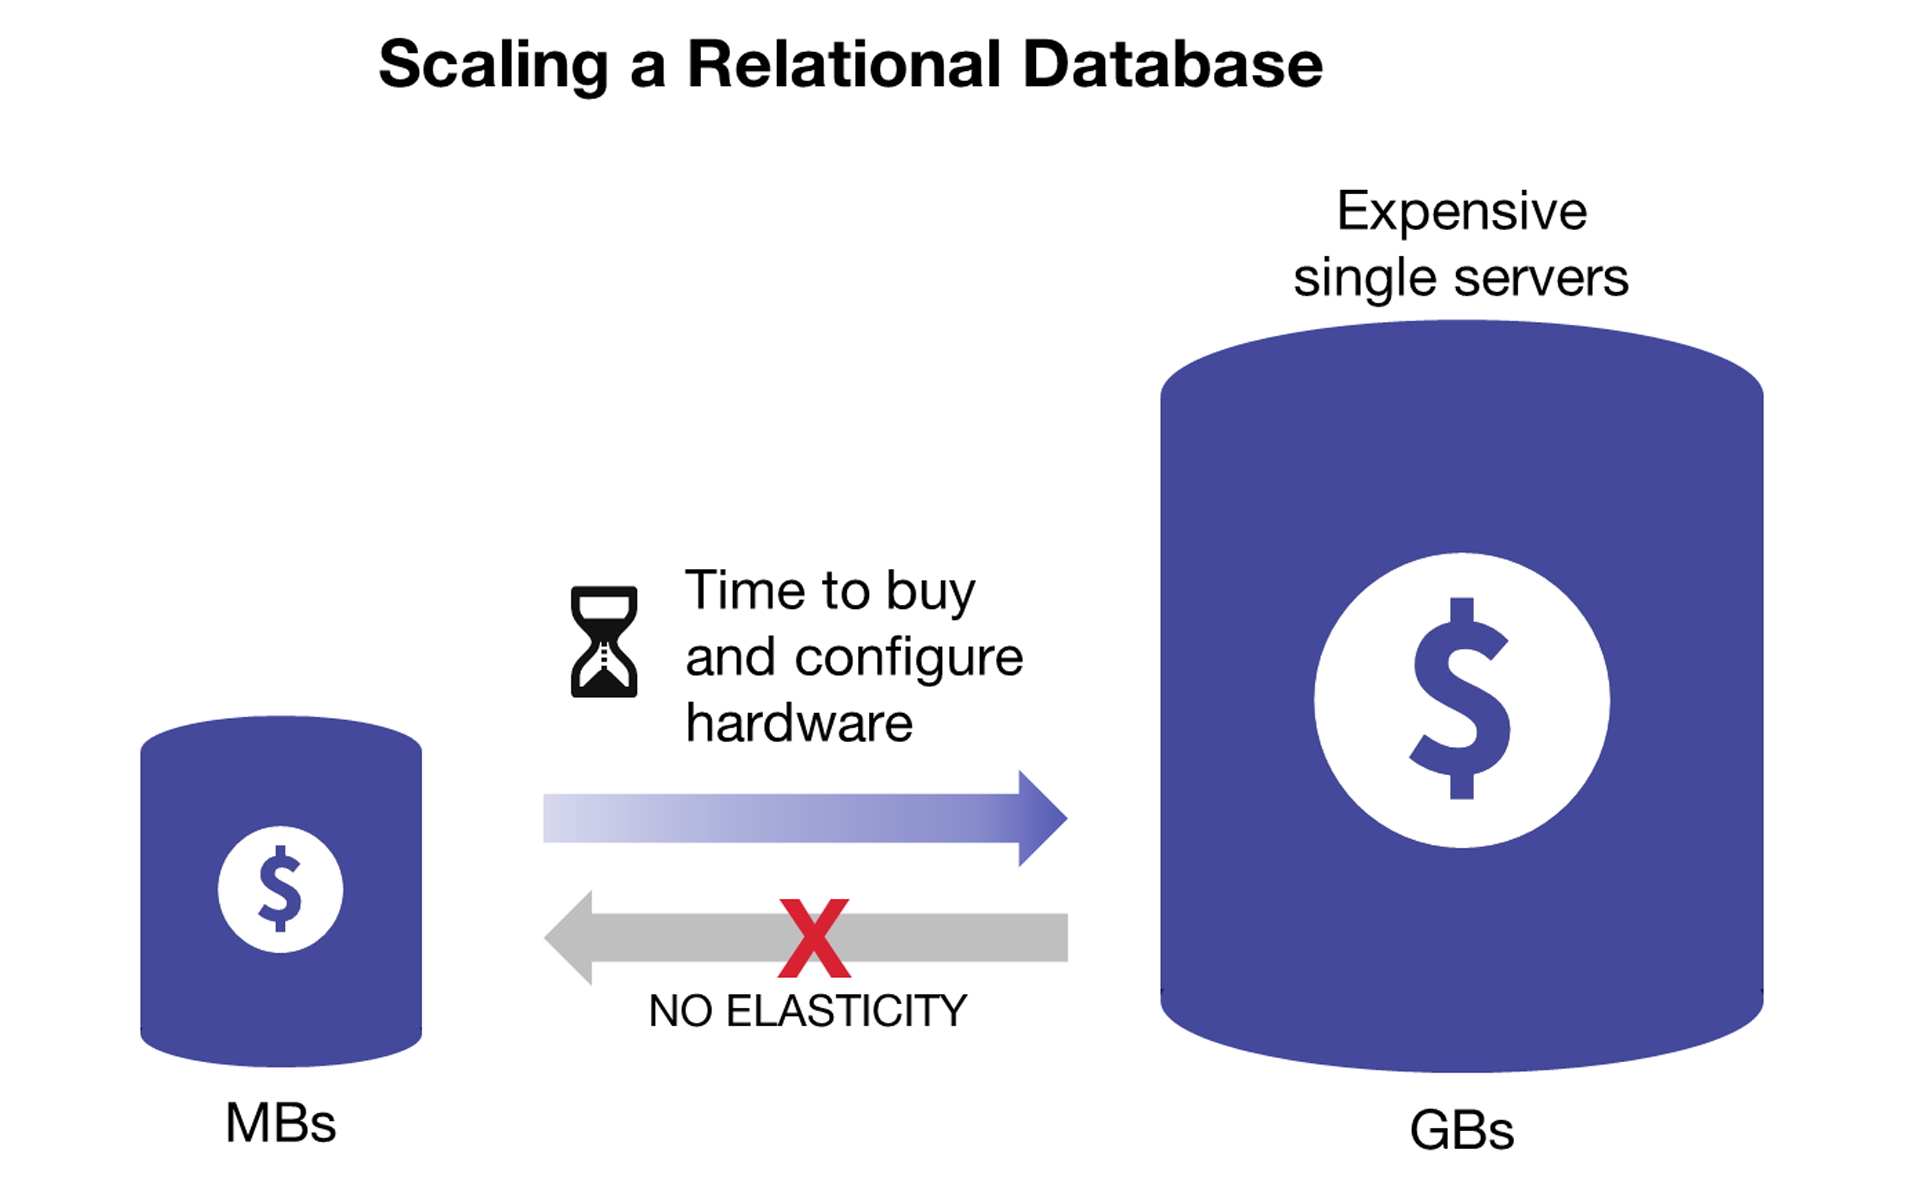 Scaling a Relational Database
Expensive
single servers
Time to buy
and configure
hardware
$
$
X
NO ELASTICITY
MBs
GBs